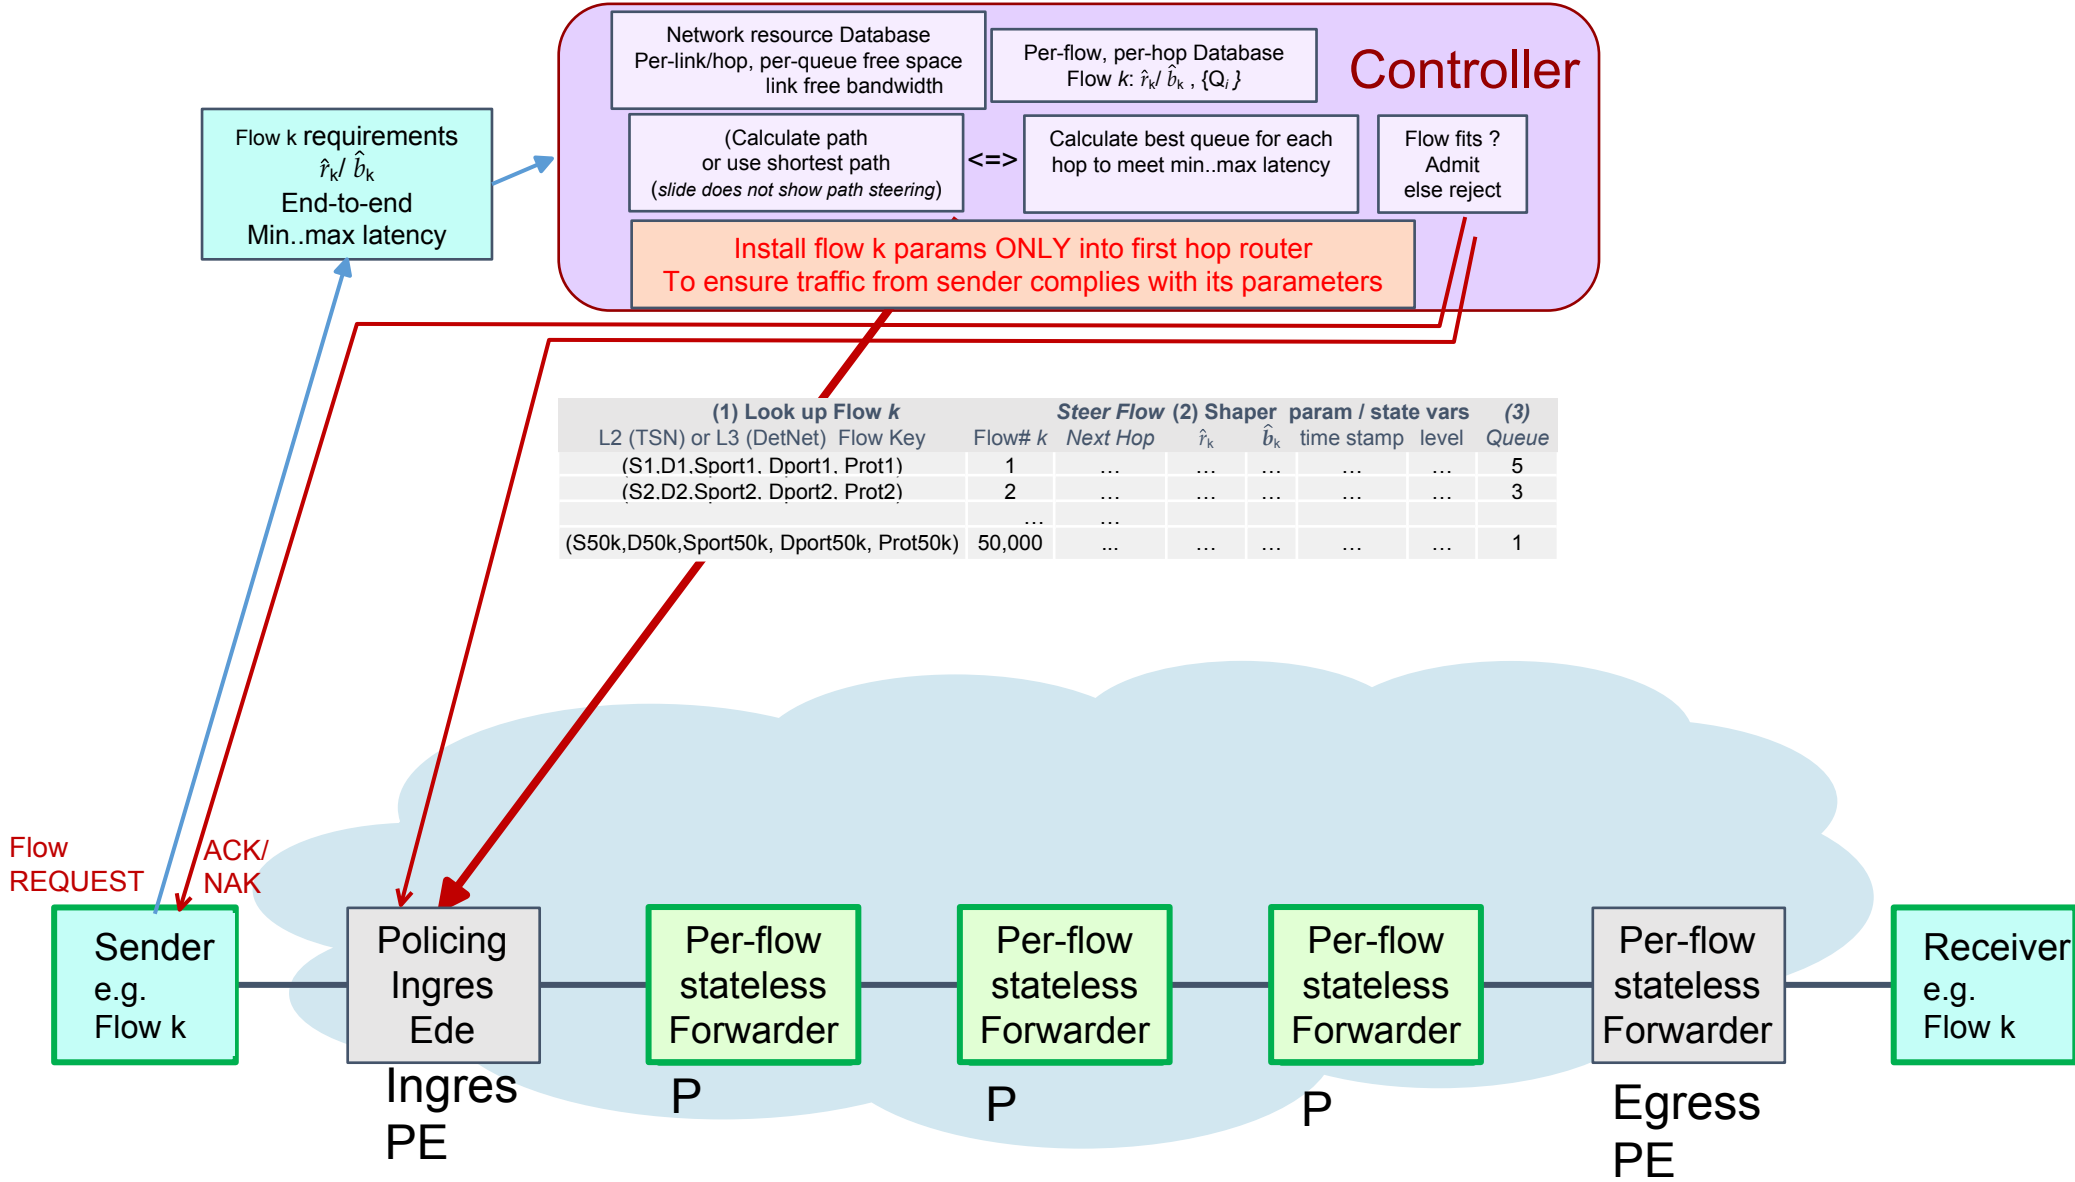 Network resource Database
Per-link/hop, per-queue free space
link free bandwidth
Per-flow, per-hop Database
Flow k: r̂k/ b̂k , {Qi }
Controller
Flow k requirements
r̂k/ b̂k
End-to-end
Min..max latency
(Calculate path
or use shortest path
(slide does not show path steering)
<=>
Calculate best queue for each
hop to meet min..max latency
Flow fits ?
Admit
else reject
Install flow k params ONLY into first hop router
To ensure traffic from sender complies with its parameters
(1) Look up Flow k Steer Flow (2) Shaper param / state vars (3)
L2 (TSN) or L3 (DetNet) Flow Key Flow# k Next Hop r̂k b̂k time stamp level Queue
(S1,D1,Sport1, Dport1, Prot1) 1 … … … … … 5
(S2,D2,Sport2, Dport2, Prot2) 2 … … … … … 3
… …
(S50k,D50k,Sport50k, Dport50k, Prot50k) 50,000 ... … … … … 1
Flow
REQUEST
ACK/
NAK
Sender
e.g.
Flow k
Policing
Ingres
Ede
Per-flow
stateless
Forwarder
Per-flow
stateless
Forwarder
Per-flow
stateless
Forwarder
Per-flow
stateless
Forwarder
Receiver
e.g.
Flow k
Ingres
PE
P
P
P
Egress
PE